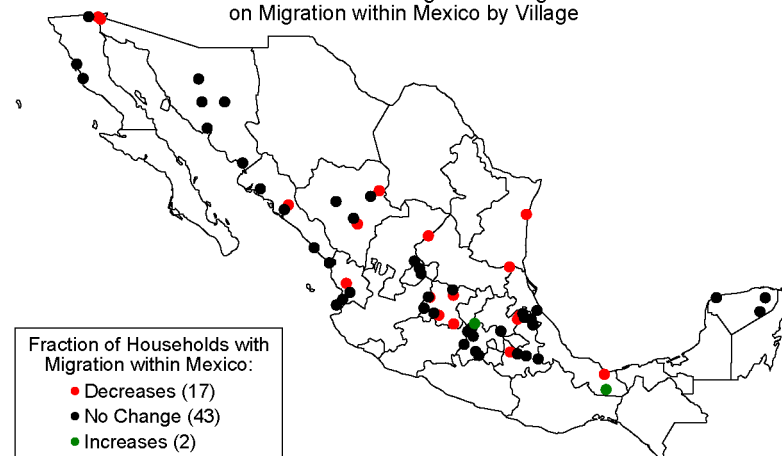 on Migration within Mexico by Village
Fraction of Households with
Migration within Mexico:
Decreases (17)
No Change (43)
Increases (2)